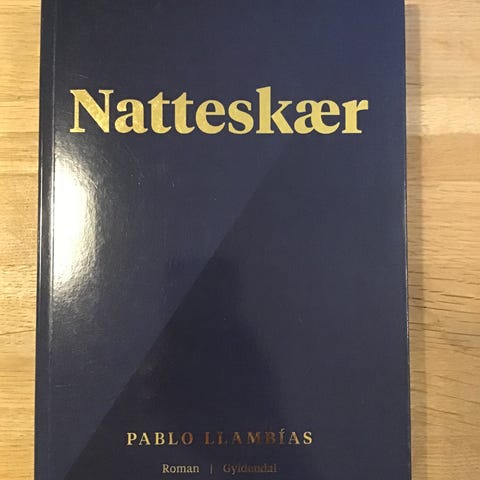 Natteskær
PABLO LLAMBÍAS
Roman | Gyldendal